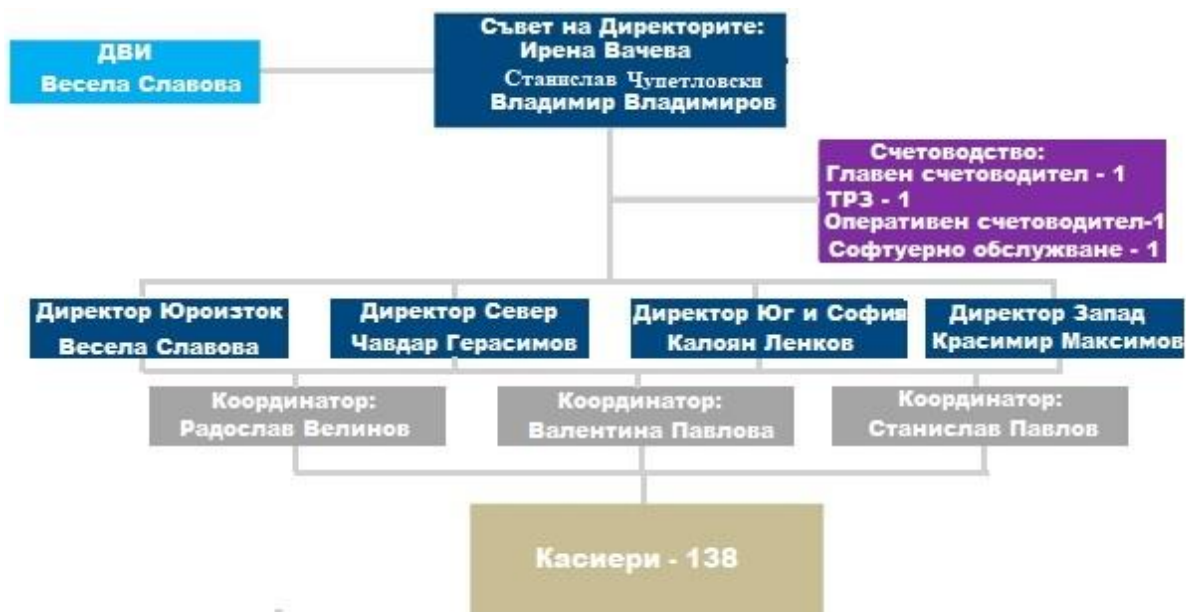 ДВИ
Весела Славова
Съвет на Директорите:
Ирена Вачева
Станислав Чупетловски
Владимир Владимиров
Счетоводство:
Главен счетоводител - 1
ТРЗ - 1
Оперативен счетоводител-1
Софтуерно обслужване - 1
Директор Юроизток
Весела Славова
Директор Север
Чавдар Герасимов
Директор Юг и София
Калоян Ленков
Директор Запад
Красимир Максимов
Координатор:
Радослав Велинов
Координатор:
Валентина Павлова
Координатор:
Станислав Павлов
Касиери - 138